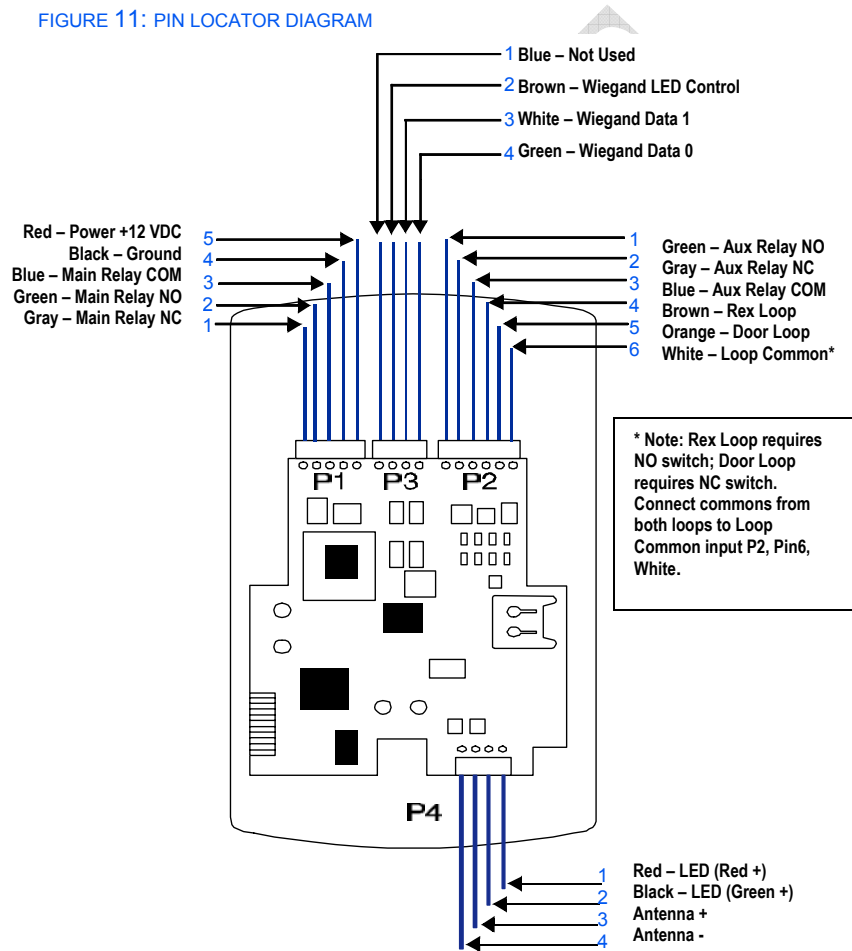 FIGURE 11: PIN LOCATOR DIAGRAM
1 Blue – Not Used
2 Brown – Wiegand LED Control
3 White – Wiegand Data 1
4 Green – Wiegand Data 0
Red – Power +12 VDC 5
Black – Ground 4
Blue – Main Relay COM 3
Green – Main Relay NO 2
Gray – Main Relay NC 1
1 Green – Aux Relay NO
2 Gray – Aux Relay NC
3 Blue – Aux Relay COM
4 Brown – Rex Loop
5 Orange – Door Loop
6 White – Loop Common*
* Note: Rex Loop requires
NO switch; Door Loop
requires NC switch.
Connect commons from
both loops to Loop
Common input P2, Pin6,
White.
P1 P3 P2
P4
1 Red – LED (Red +)
2 Black – LED (Green +)
3 Antenna +
4 Antenna -